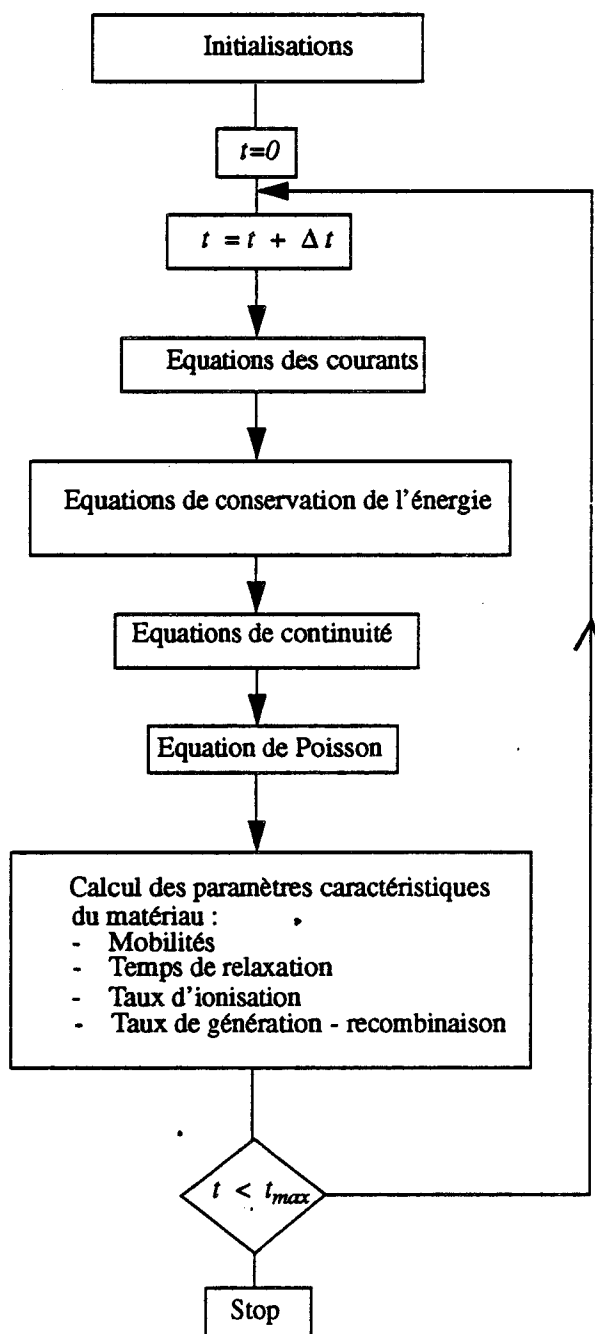 Initialisations
t=0
t = t + Δ t
Equations des courants
Equations de conservation de l'énergie
Equations de continuité
Equation de Poisson
Calcul des paramètres caractéristiques
du matériau :
- Mobilités
- Temps de relaxation
- Taux d'ionisation
- Taux de génération - recombinaison
t < tmax
Stop